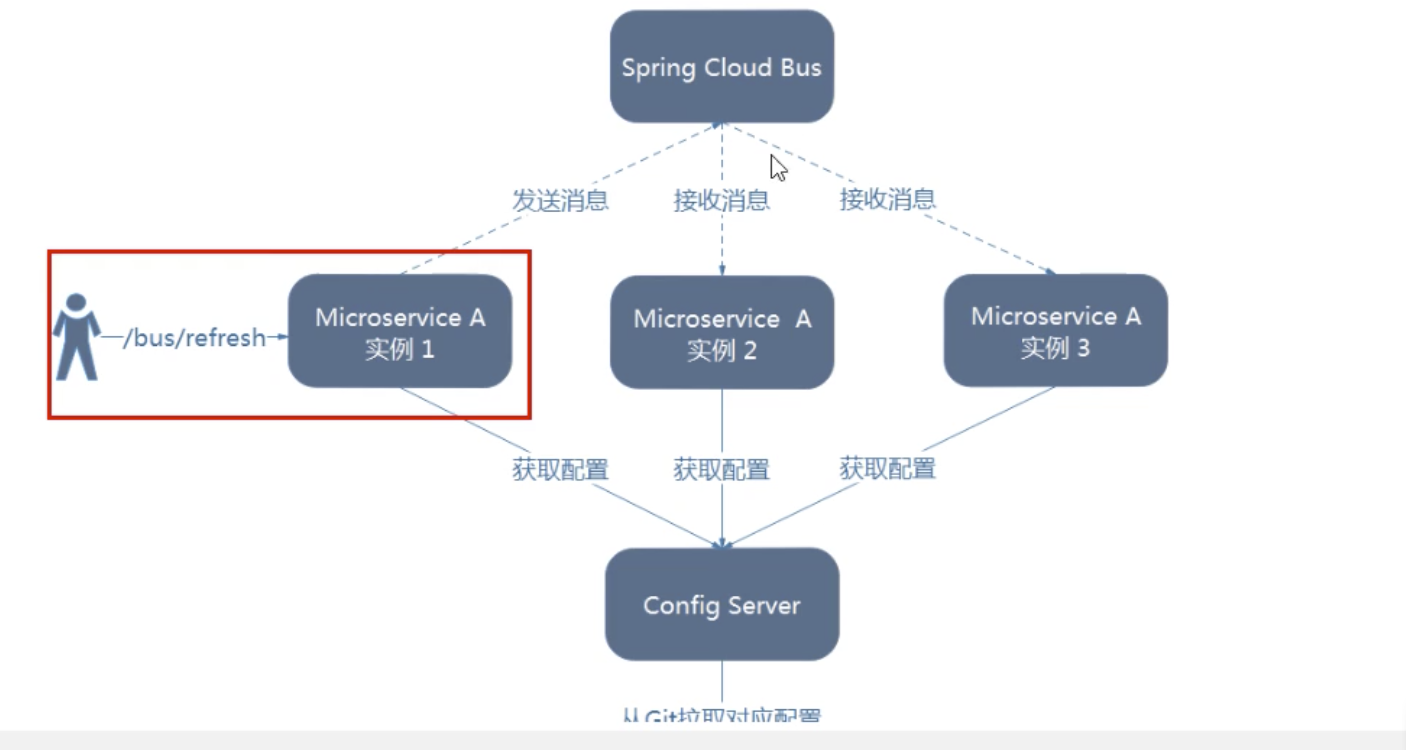 Spring Cloud Bus
发送消息
接收消息
接收消息
/bus/refresh
Microservice A
实例 1
Microservice A
实例 2
Microservice A
实例 3
获取配置
获取配置
获取配置
Config Server
从Git拉取对应配置